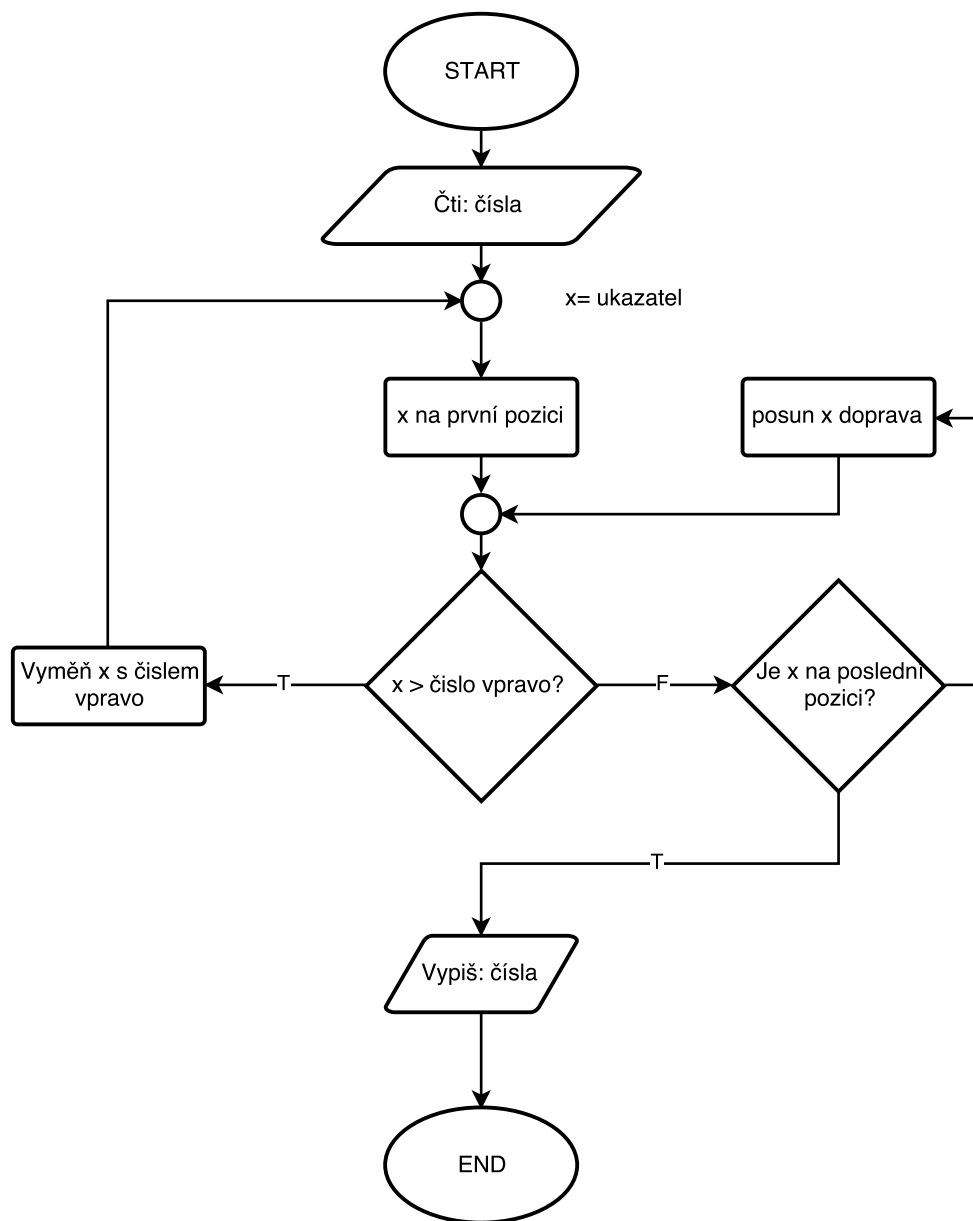 START
Čti: čísla
x= ukazatel
x na první pozici
posun x doprava
Vyměň x s čislem
vpravo
T
x > čislo vpravo?
F
Je x na poslední
pozici?
T
Vypiš: čísla
END